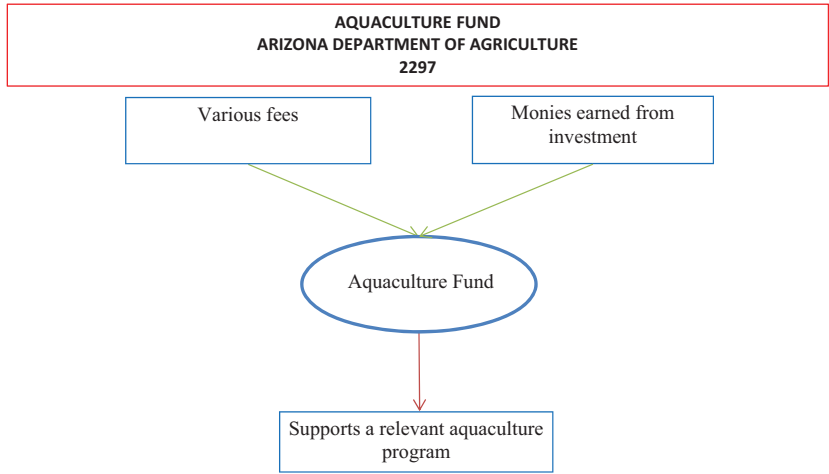 AQUACULTURE FUND
ARIZONA DEPARTMENT OF AGRICULTURE
2297
Various fees
Monies earned from
investment
Aquaculture Fund
Supports a relevant aquaculture
program